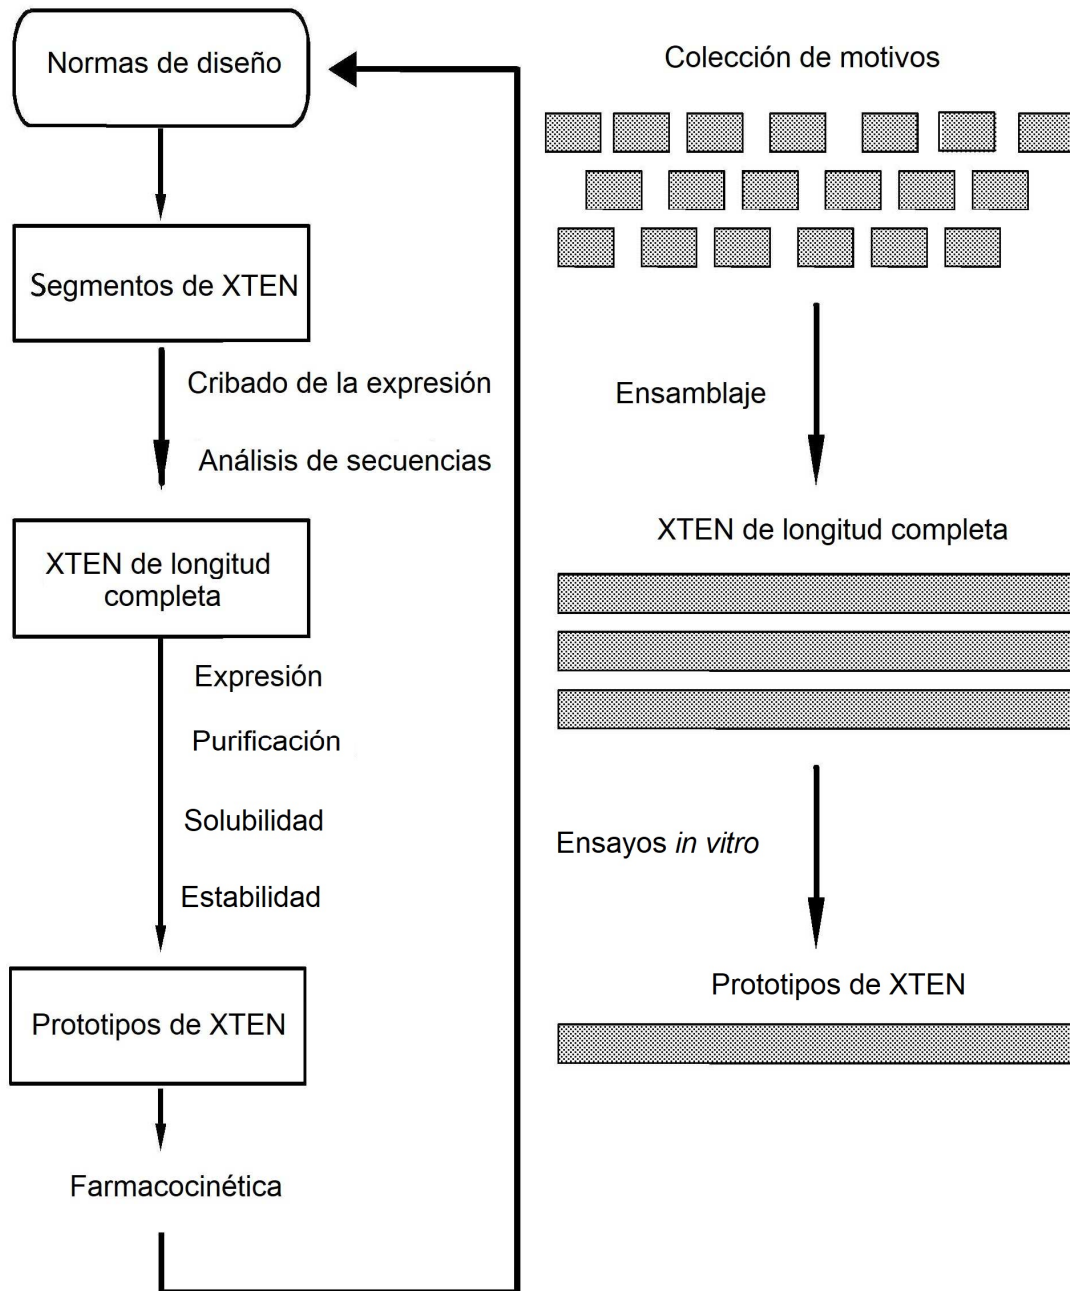 Normas de diseño
Segmentos de XTEN
Cribado de la expresión
Análisis de secuencias
XTEN de longitud
completa
Expresión
Purificación
Solubilidad
Estabilidad
Prototipos de XTEN
Farmacocinética
Colección de motivos
Ensamblaje
XTEN de longitud completa
Ensayos in vitro
Prototipos de XTEN